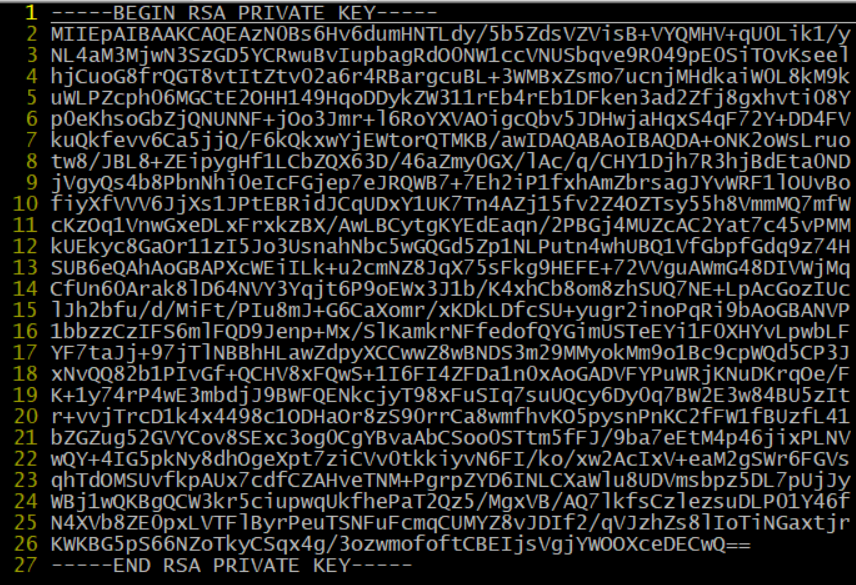 1 -----BEGIN RSA PRIVATE KEY-----
2 MIIEpAIBAAKCAQEAzN0Bs6Hv6dumHNTLdy/5b5ZdsVZVisB+VYQMHV+qU0Lik1/y
3 NL4aM3MjwN3SzGD5YCRwuBvIupbagRdO0NW1ccVNUSbqve9R049pE0SiTOvKseel
4 hjCuoG8frQGT8vtItZtv02a6r4RBargcuBL+3WMBxZsmo7ucnjMHdkaiW0L8kM9k
5 uWLPZcph06MGCtE2OHH149HqoDDykZW311rEb4rEb1DFken3ad2Zfj8gxhvti08Y
6 p0eKhsoGbZjQNUNNF+jOo3Jmr+l6RoYXVAOigcQbv5JDHwjaHqxS4qF72Y+DD4FV
7 kuQkfevv6Ca5jjQ/F6kQkxwYjEWtorQTMKB/awIDAQABAoIBAQDA+oNK2oWsLruo
8 tw8/JBL8+ZEipygHf1LCbZQX63D/46aZmy0GX/lAc/q/CHY1Djh7R3hjBdEta0ND
9 jVgyQs4b8PbnNhi0eIcFGjep7eJRQWB7+7Eh2iP1fxhAmZbrsagJYvWRF1lOUvBo
10 fiyXfVVV6JjXs1JPtEBRidJCqUDxY1UK7Tn4AZj15fv2Z4OZTsy55h8VmmMQ7mfW
11 cKzOq1VnwGxeDLxFrxkzBX/AwLBCytgKYEdEaqn/2PBGj4MUZcAC2Yat7c45vPMM
12 kUEkyc8GaOr11zI5Jo3UsnahNbc5wGQGd5Zp1NLPutn4whUBQ1VfGbpfGdq9z74H
13 SUB6eQAhAoGBAPXcWEiILk+u2cmNZ8JqX75sFkg9HEFE+72VVguAWmG48DIVWjMq
14 CfUn60Arak8lD64NVY3Yqjt6P9oEWx3J1b/K4xhCb8om8zhSUQ7NE+LpAcGozIUc
15 lJh2bfu/d/MiFt/PIu8mJ+G6CaXomr/xKDkLDfcSU+yugr2inoPqRi9bAoGBANVP
16 1bbzzCzIFS6mlFQD9Jenp+Mx/SlKamkrNFfedofQYGimUSTeEYi1FOXHYvLpwbLF
17 YF7taJj+97jTlNBBhHLawZdpyXCCwwZ8wBNDS3m29MMyokMm9o1Bc9cpWQd5CP3J
18 xNvQQ82b1PIvGf+QCHV8xFQwS+1I6FI4ZFDa1n0xAoGADVFYPuWRjKNuDKrqOe/F
19 K+1y74rP4wE3mbdjJ9BWFQENkcjyT98xFuSIq7suUQcy6DyOq7BW2E3w84BU5zIt
20 r+vvjTrcD1k4x4498c1ODHaOr8zS90rrCa8wmfhvKO5pysnPnKC2fFW1fBUzfL41
21 bZGZug52GVYCov8SExc3og0CgYBvaAbCSoo0STtm5fFJ/9ba7eEtM4p46jixPLNV
22 wQY+4IG5pkNy8dhOgeXpt7ziCVv0tkkiyvN6FI/ko/xw2AcIxV+eaM2gSWr6FGVs
23 qhTdOMSUvfkpAUx7cdfCZAHveTNM+PgrpZYD6INLCXaWlu8UDVmsbpz5DL7pUjJy
24 WBj1wQKBgQCW3kr5ciupwqUkfhePaT2Qz5/MgxVB/AQ7lkfsCzlezsuDLP01Y46f
25 N4XVb8ZE0pxLVTFlByrPeuTSNFuFcmqCUMYZ8vJDIf2/qVJzhZs8lIoTiNGaxtjr
26 KWKBG5pS66NZoTkyCSqx4g/3ozwmofoftCBEIjsVgjYWOOXceDECwQ==
27 -----END RSA PRIVATE KEY-----